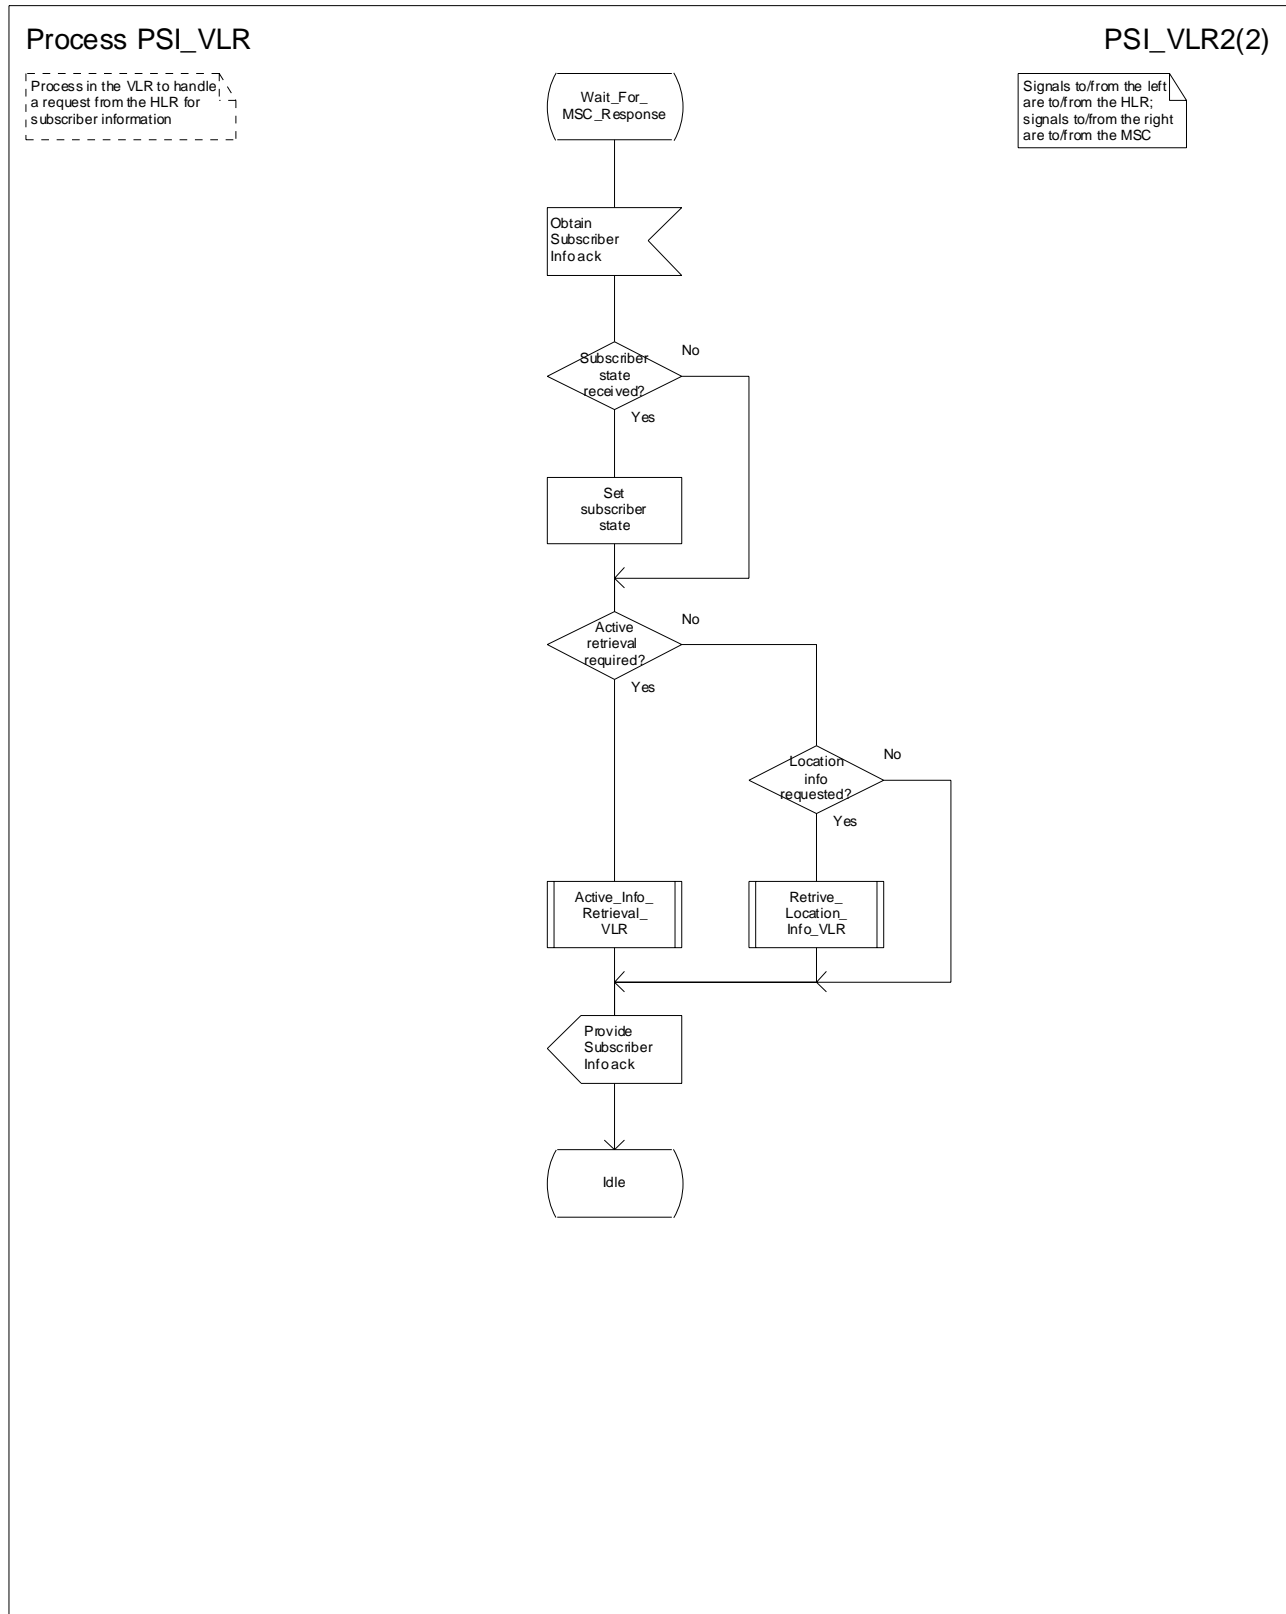 Process PSI_VLR
PSI_VLR2(2)
Process in the VLR to handle
a request from the HLR for
subscriber information
Signals to/from the left
are to/from the HLR;
signals to/from the right
are to/from the MSC
Wait_For_
MSC_Response
Obtain
Subscriber
Info ack
Subscriber
state
received?
No
Yes
Set
subscriber
state
Active
retrieval
required?
No
Yes
Location
info
requested?
No
Yes
Active_Info_
Retrieval_
VLR
Retrive_
Location_
Info_VLR
Provide
Subscriber
Info ack
Idle